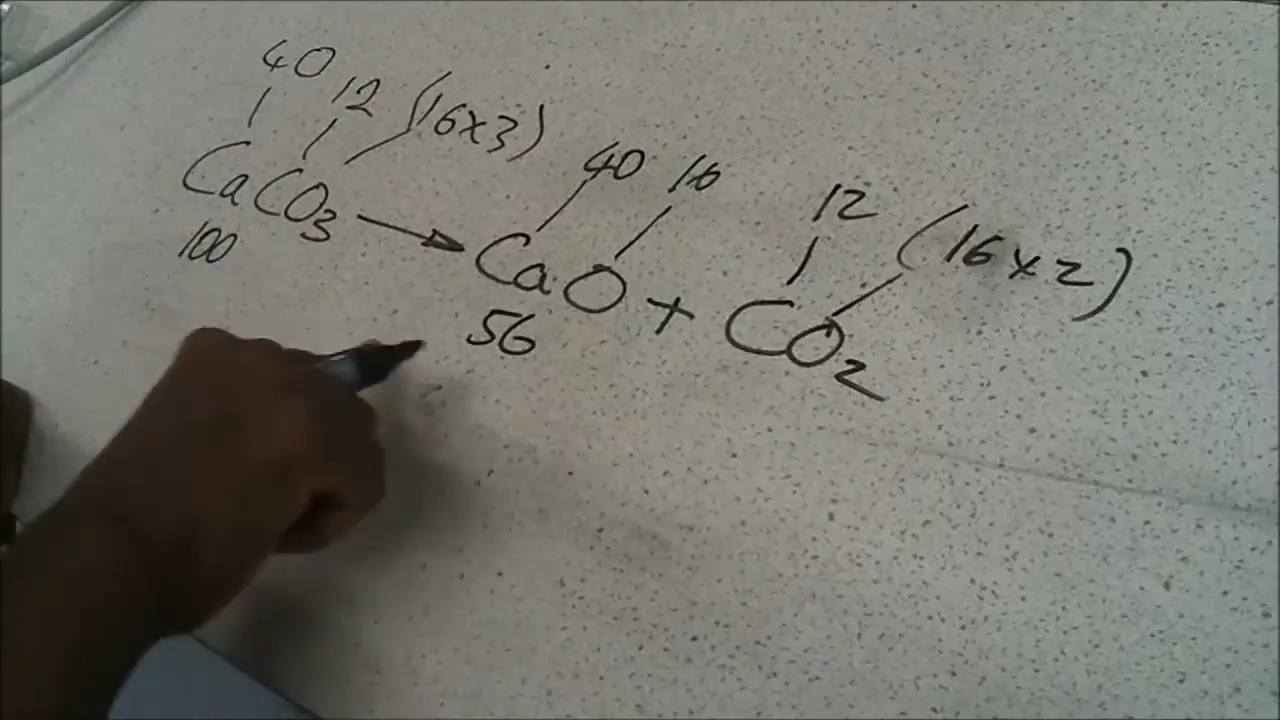 40 12 (16x3)
CaCO3 → CaO + CO2
40 16
12 (16x2)
100
56